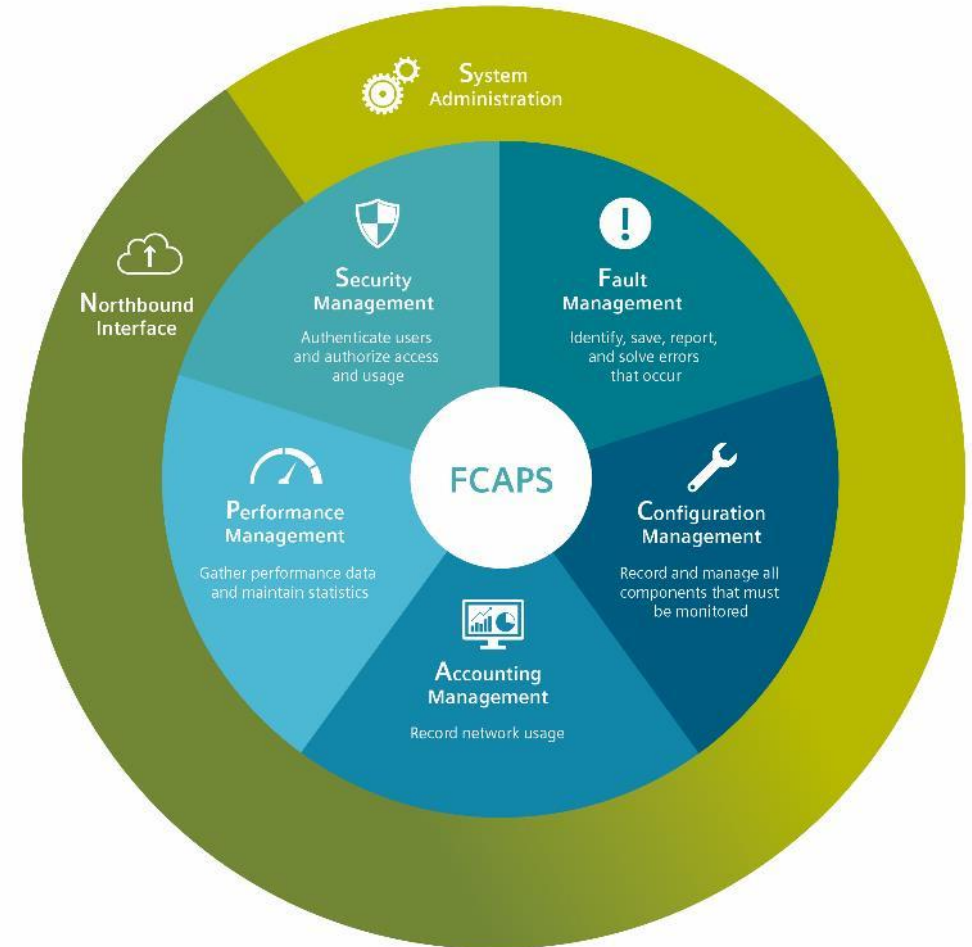 System
Administration
Northbound
Interface
Security
Management
Authenticate users
and authorize access
and usage
Fault
Management
Identify, save, report,
and solve errors
that occur
FCAPS
Performance
Management
Gather performance data
and maintain statistics
Configuration
Management
Record and manage all
components that must
be monitored
Accounting
Management
Record network usage